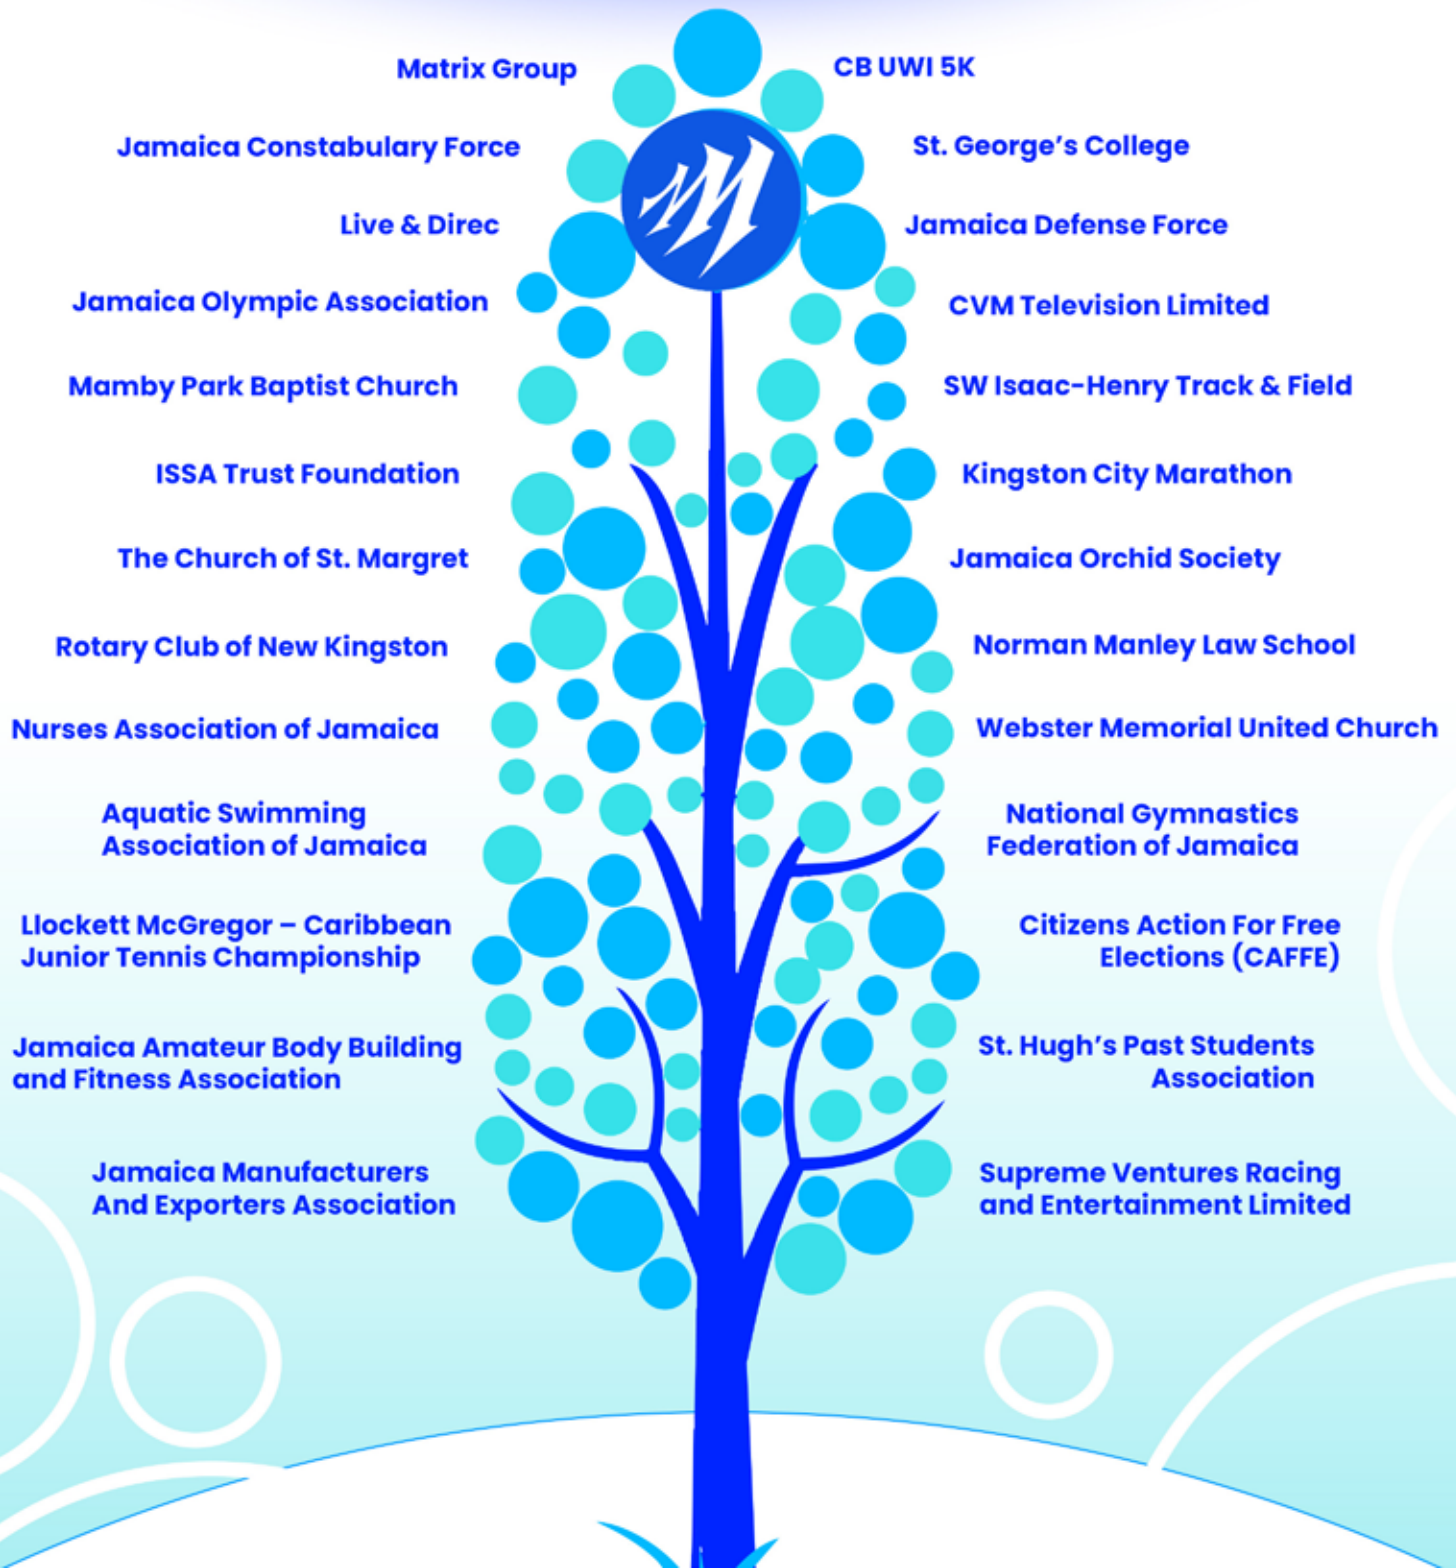 Matrix Group
CB UWI 5K
Jamaica Constabulary Force
St. George’s College
Live & Direc
Jamaica Defense Force
Jamaica Olympic Association
CVM Television Limited
Mamby Park Baptist Church
SW Isaac-Henry Track & Field
ISSA Trust Foundation
Kingston City Marathon
The Church of St. Margret
Jamaica Orchid Society
Rotary Club of New Kingston
Norman Manley Law School
Nurses Association of Jamaica
Webster Memorial United Church
Aquatic Swimming
Association of Jamaica
National Gymnastics
Federation of Jamaica
Llockett McGregor – Caribbean
Junior Tennis Championship
Citizens Action For Free
Elections (CAFFE)
Jamaica Amateur Body Building
and Fitness Association
St. Hugh’s Past Students
Association
Jamaica Manufacturers
And Exporters Association
Supreme Ventures Racing
and Entertainment Limited